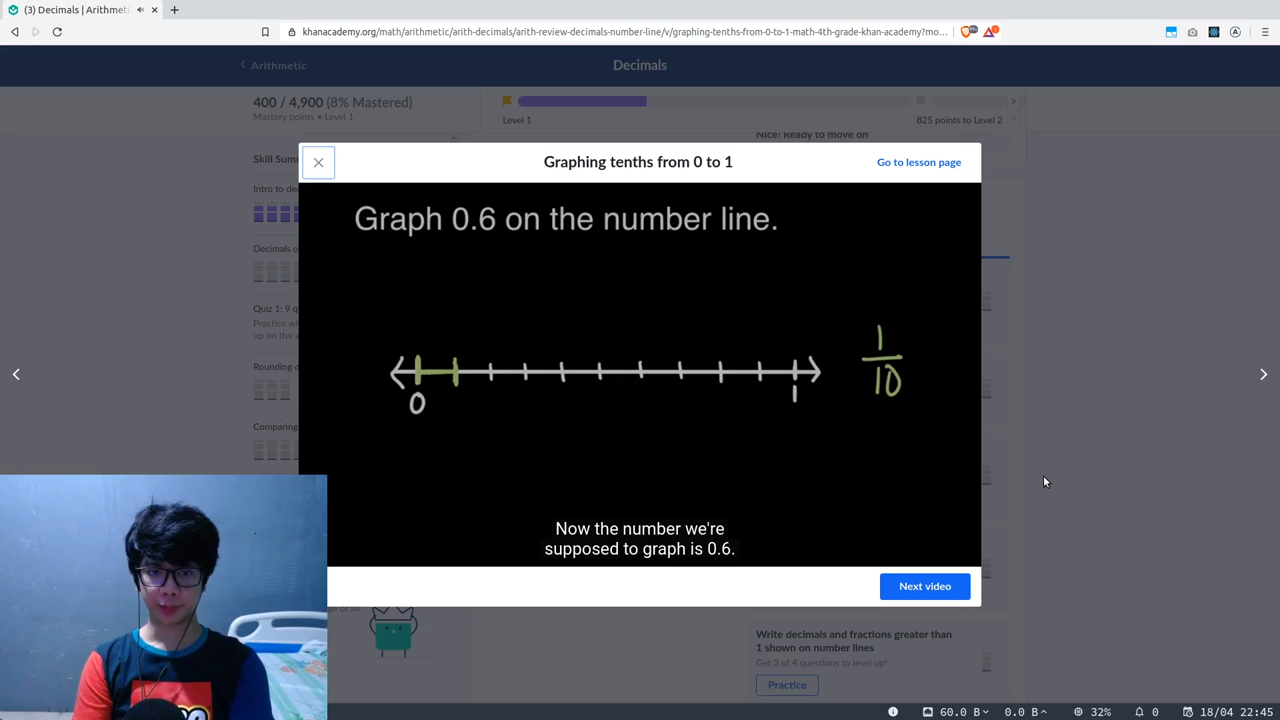 (3) Decimals | Arithmeti
khanacademy.org/math/arithmetic/arith-decimals/arith-review-decimals-number-line/v/graphing-tenths-from-0-to-1-math-4th-grade-khan-academy?mo...
Arithmetic
Decimals
400 / 4,900 (8% Mastered)
Mastery points • Level 1
Level 1
825 points to Level 2
Nice! Ready to move on
Skill Summ
Intro to dec
Decimals o
Quiz 1: 9 q
Practice wh
up on the a
Rounding d
Comparing
Graphing tenths from 0 to 1
Go to lesson page
Graph 0.6 on the number line.
0
1
1
10
Now the number we're
supposed to graph is 0.6.
Next video
Write decimals and fractions greater than
1 shown on number lines
Get 3 of 4 questions to level up!
Practice
60.0 B
0.0 B
32%
0
18/04 22:45